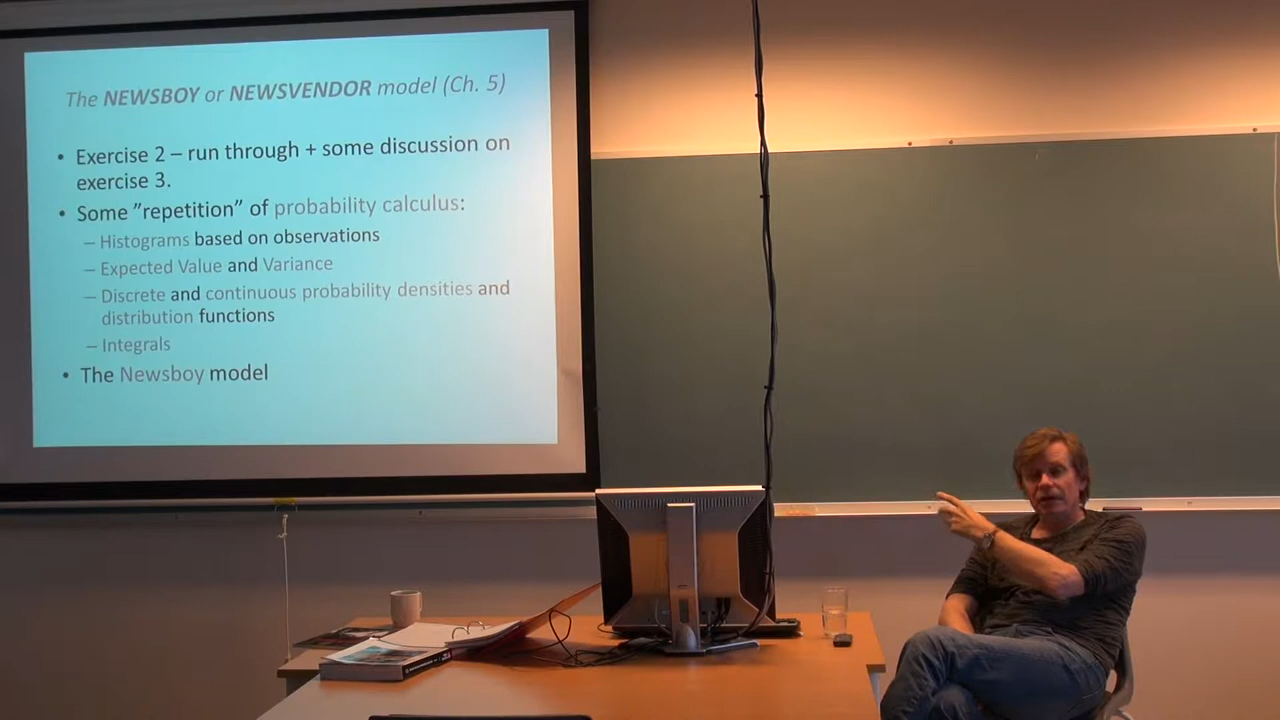 The NEWSBOY or NEWSVENDOR model (Ch. 5)
• Exercise 2 – run through + some discussion on
exercise 3.
• Some ”repetition” of probability calculus:
– Histograms based on observations
– Expected Value and Variance
– Discrete and continuous probability densities and
distribution functions
– Integrals
• The Newsboy model